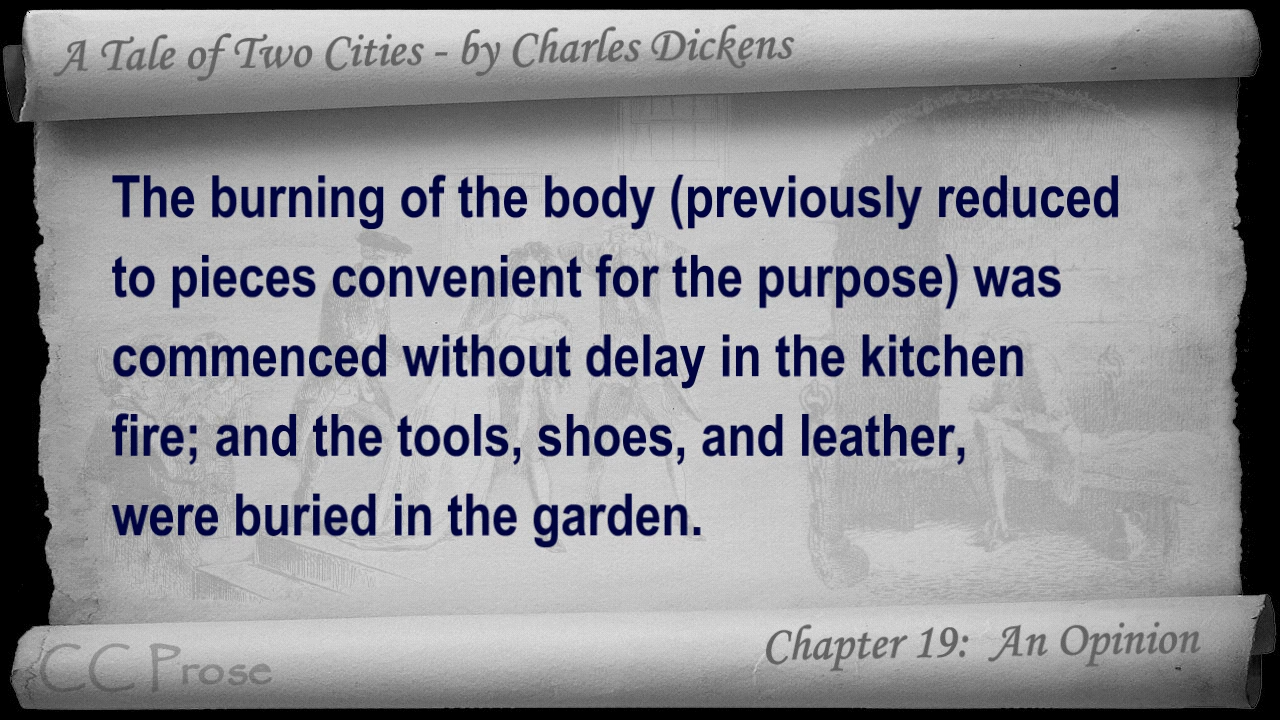 A Tale of Two Cities - by Charles Dickens
The burning of the body (previously reduced
to pieces convenient for the purpose) was
commenced without delay in the kitchen
fire; and the tools, shoes, and leather,
were buried in the garden.
Chapter 19: An Opinion
CC Prose